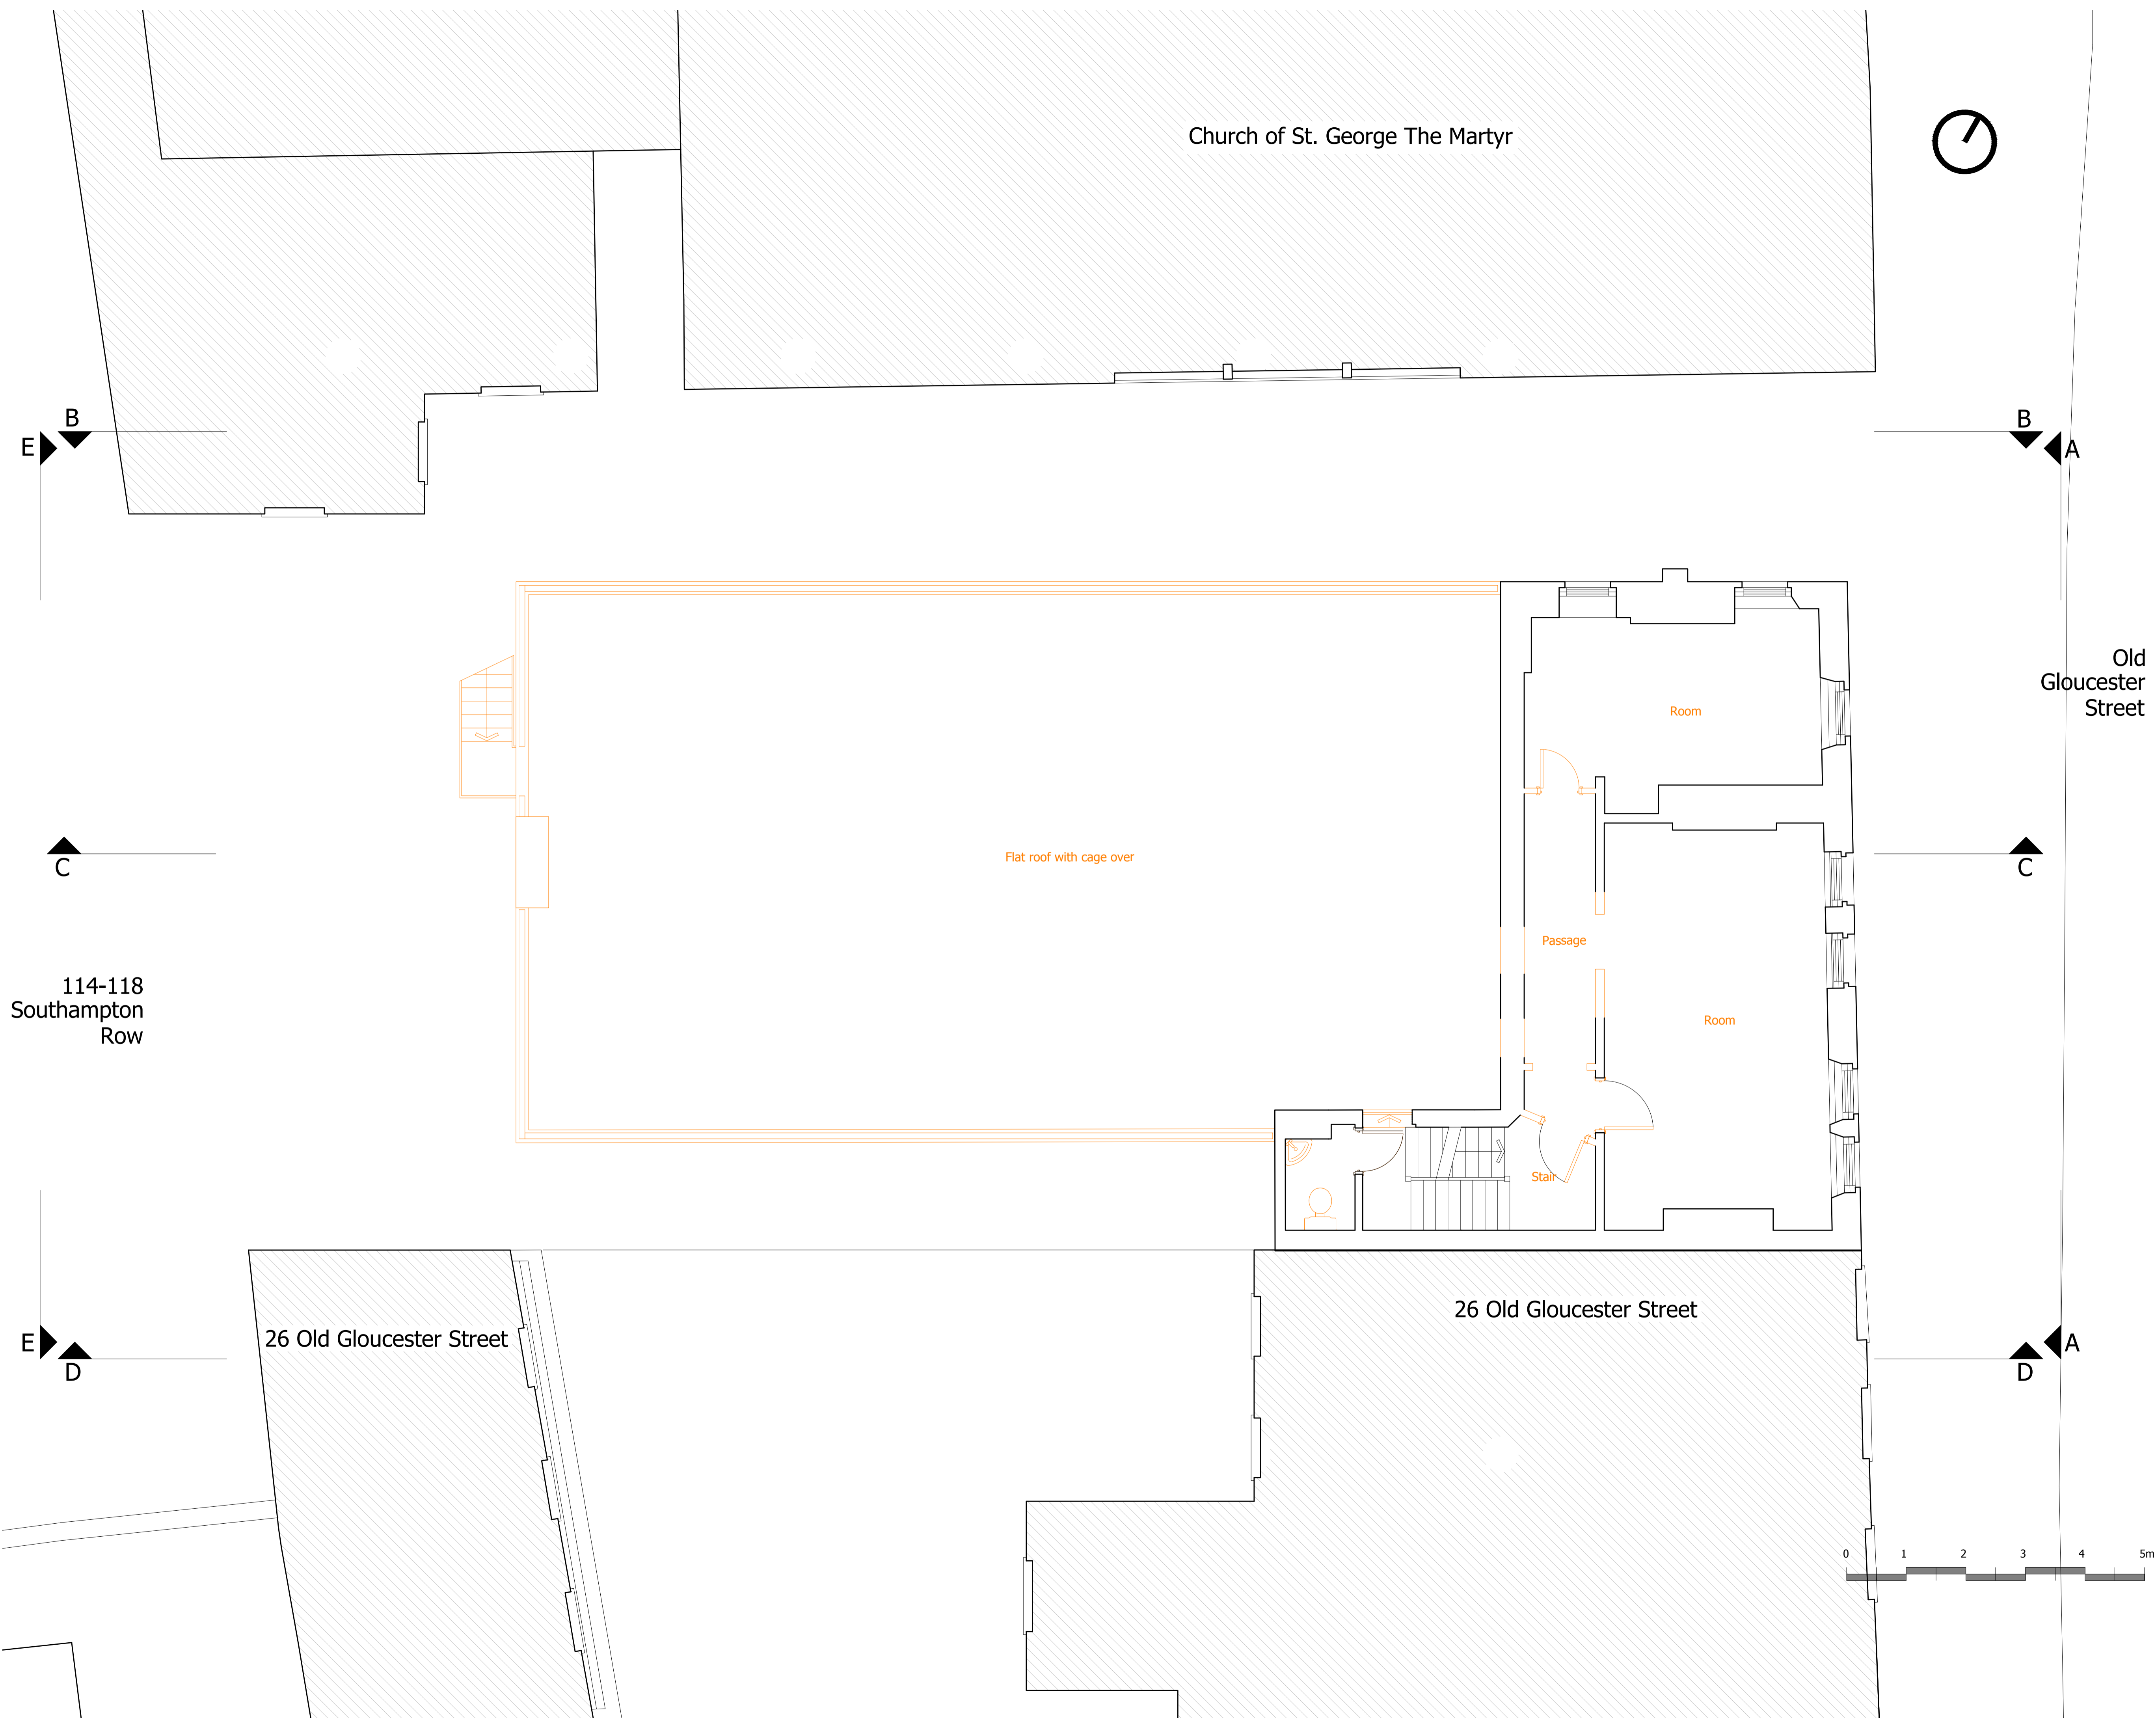 Church of St. George The Martyr
B
B
E
A
Old
Gloucester
Street
Room
C
Flat roof with cage over
C
Passage
114-118
Southampton
Row
Room
Stair
26 Old Gloucester Street
26 Old Gloucester Street
E
A
D
D
0 1 2 3 4 5m